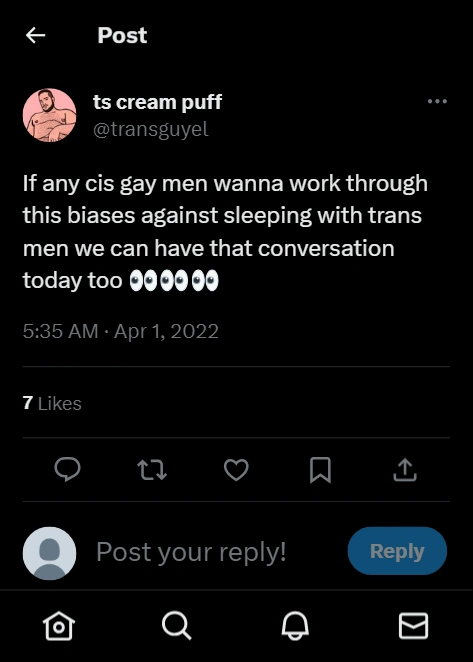 Post
ts cream puff
@transguyel
If any cis gay men wanna work through
this biases against sleeping with trans
men we can have that conversation
today too 👀👀👀
5:35 AM · Apr 1, 2022
7 Likes
Post your reply!
Reply